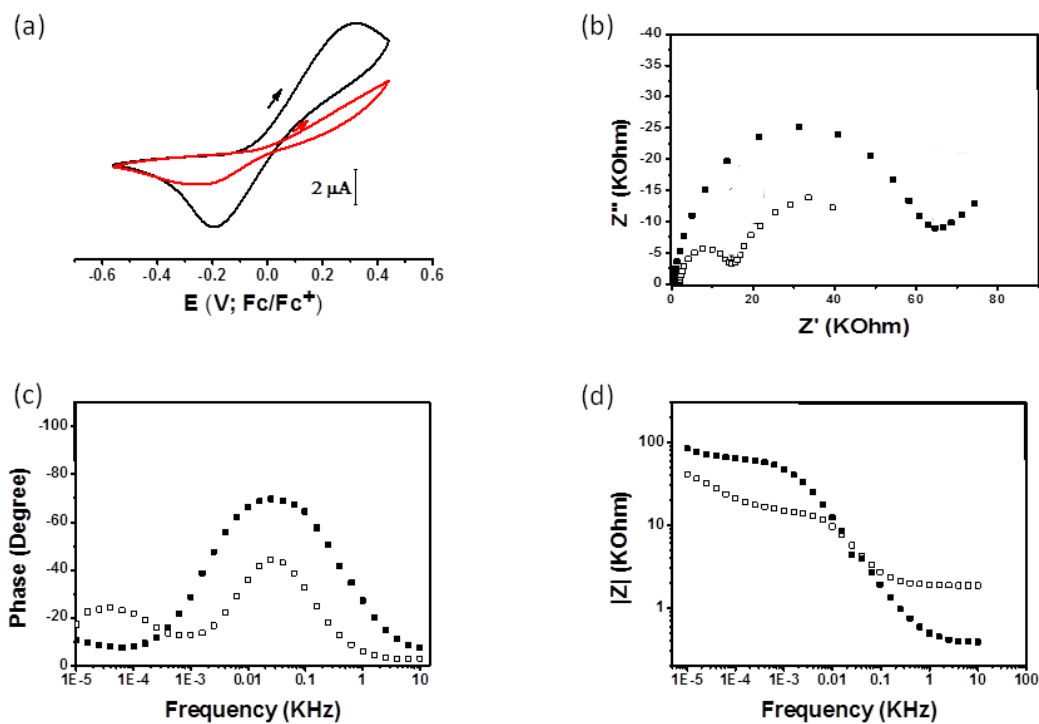 (a)
2 μA
-0.6 -0.4 -0.2 0.0 0.2 0.4 0.6
E (V; Fc/Fc+)
(b)
-40
-35
-30
-25
-20
-15
-10
-5
0
Z'' (KOhm)
0 20 40 60 80
Z' (KOhm)
(c)
-100
-80
-60
-40
-20
0
Phase (Degree)
1E-5 1E-4 1E-3 0.01 0.1 1 10
Frequency (KHz)
(d)
100
10
1
|Z| (KOhm)
1E-5 1E-4 1E-3 0.01 0.1 1 10 100
Frequency (KHz)